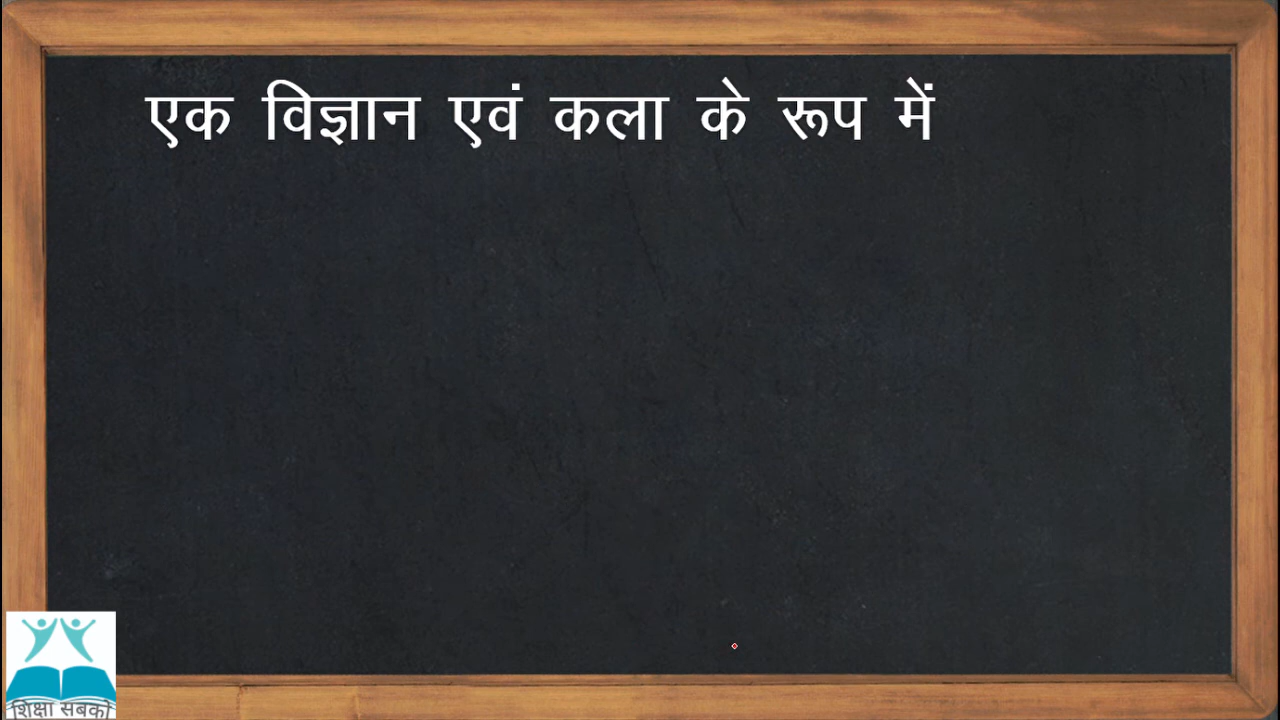 एक विज्ञान एवं कला के रूप में
शिक्षा सबको